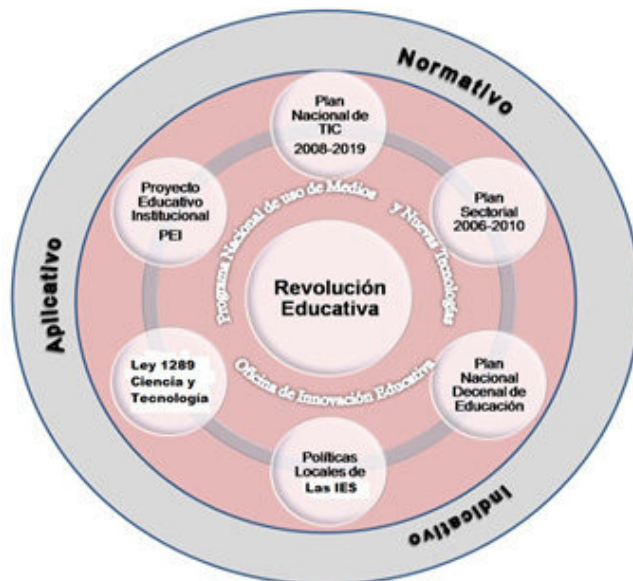 Normativo
Plan
Nacional de
TIC
2008-2019
Proyecto
Educativo
Institucional
PEI
Plan
Sectorial
2006-2010
Programa Nacional de uso de Medios y Nuevas Tecnologías
Revolución
Educativa
Aplicativo
Oficina de Innovación Educativa
Ley 1289
Ciencia y
Tecnología
Plan
Nacional
Decenal de
Educación
Políticas
Locales de
Las IES
Indicativo